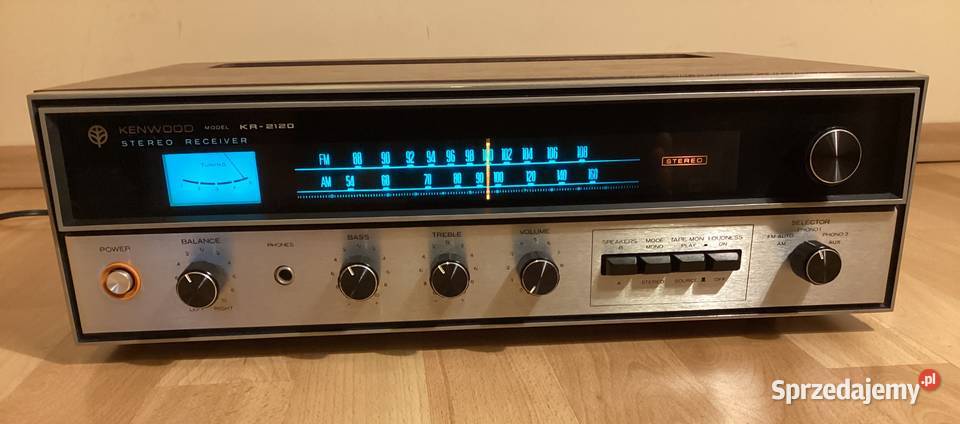 KENWOOD MODEL KR-2120
STEREO RECEIVER
TUNING
FM 88 90 92 94 96 98 100 102 104 106 108
STEREO
AM 54 60 70 80 90 100 120 140 160
POWER
BALANCE
LEFT RIGHT
PHONES
BASS
TREBLE
VOLUME
SPEAKERS MODE TAPE MON LOUDNESS
B MONO PLAY ON
A STEREO SOURCE OFF
SELECTOR
PHONO 1
FM AUTO PHONO 2
AM AUX
Sprzedajemy.pl